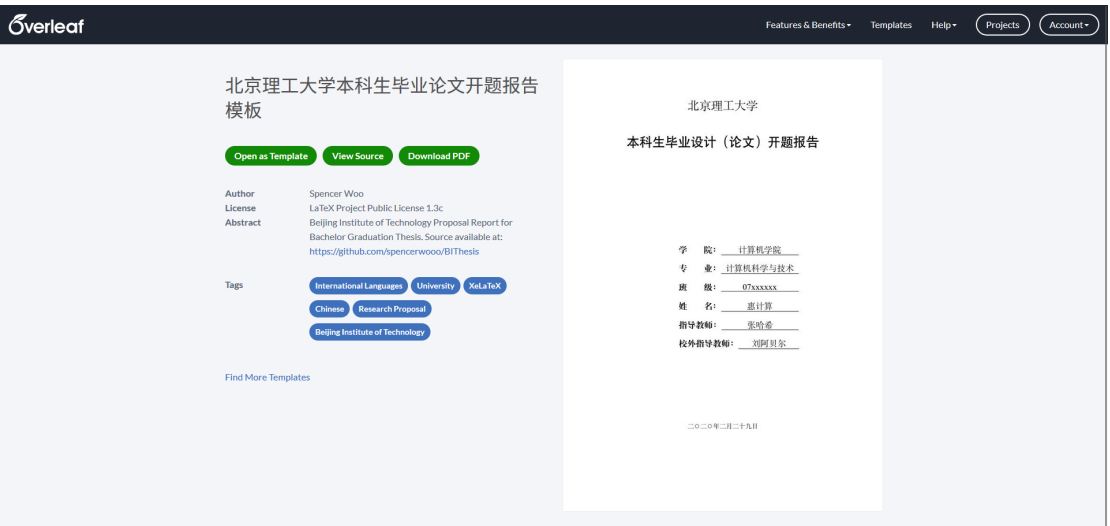 Overleaf
Features & Benefits
Templates
Help
Projects
Account
北京理工大学本科生毕业论文开题报告
模板
Open as Template
View Source
Download PDF
Author Spencer Woo
License LaTeX Project Public License 1.3c
Abstract Beijing Institute of Technology Proposal Report for
Bachelor Graduation Thesis. Source available at:
https://github.com/spencerwooo/BIThesis
Tags International Languages University XeLaTeX
Chinese Research Proposal
Beijing Institute of Technology
Find More Templates
北京理工大学
本科生毕业设计（论文）开题报告
学 院： 计算机学院
专 业： 计算机科学与技术
班 级： 07xxxxxx
姓 名： 惠计算
指导教师： 张哈希
校外指导教师： 刘阿贝尔
二〇二〇年二月二十九日